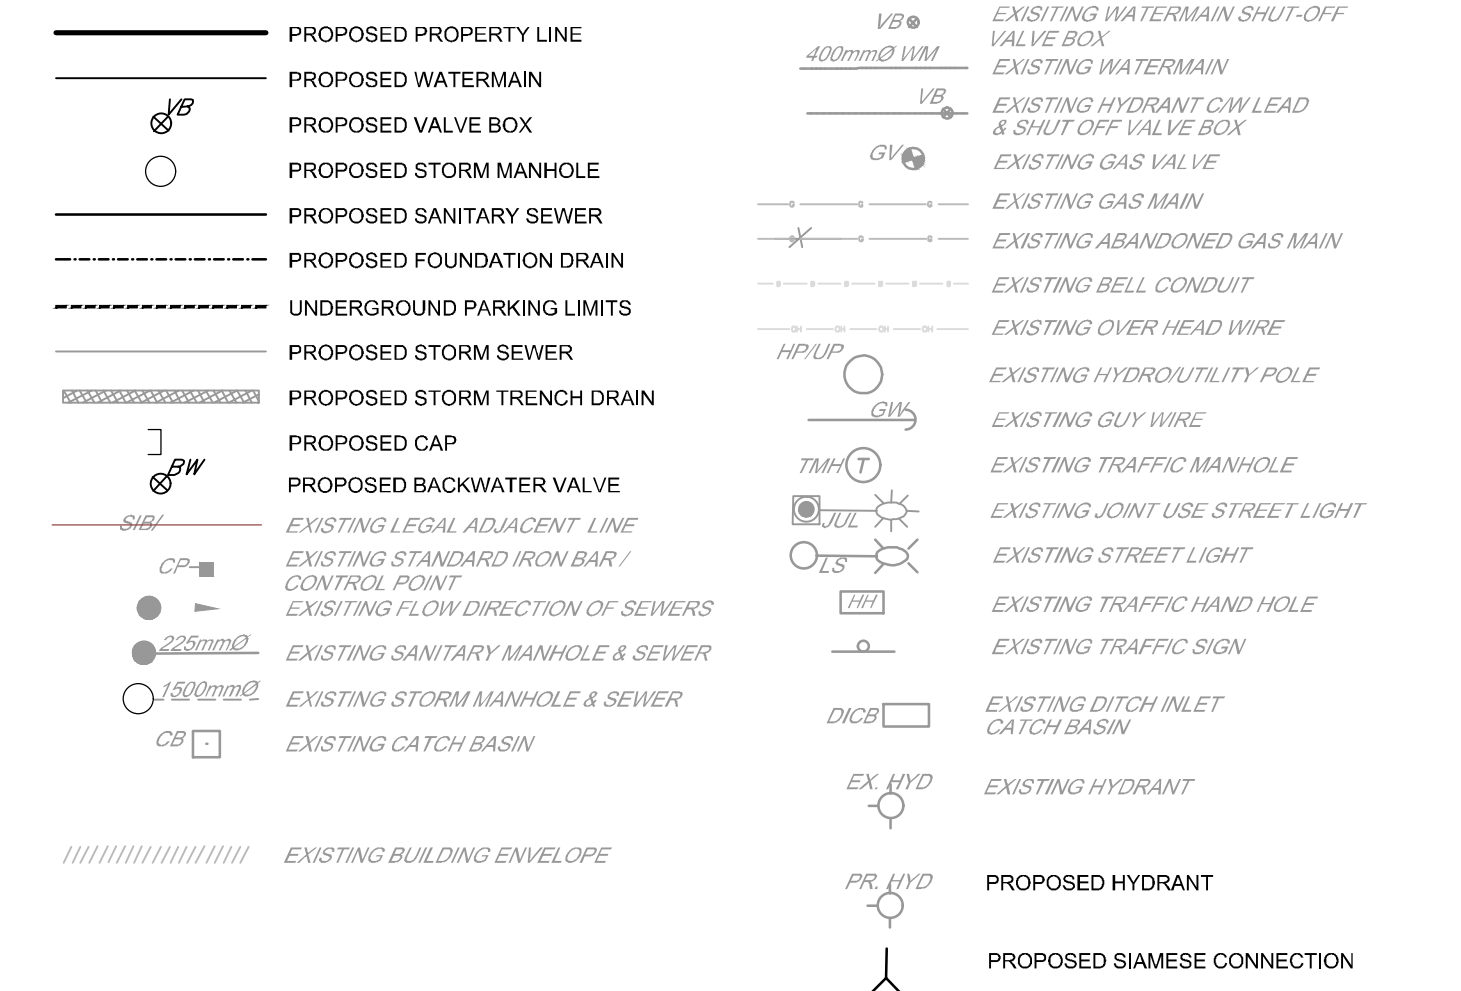 PROPOSED PROPERTY LINE
PROPOSED WATERMAIN
VB
PROPOSED VALVE BOX
PROPOSED STORM MANHOLE
PROPOSED SANITARY SEWER
PROPOSED FOUNDATION DRAIN
UNDERGROUND PARKING LIMITS
PROPOSED STORM SEWER
PROPOSED STORM TRENCH DRAIN
PROPOSED CAP
BW
PROPOSED BACKWATER VALVE
SIB/
EXISTING LEGAL ADJACENT LINE
CP
EXISTING STANDARD IRON BAR /
CONTROL POINT
EXISITING FLOW DIRECTION OF SEWERS
225mmØ
EXISTING SANITARY MANHOLE & SEWER
1500mmØ
EXISTING STORM MANHOLE & SEWER
CB
EXISTING CATCH BASIN
EXISTING BUILDING ENVELOPE
VB
EXISITING WATERMAIN SHUT-OFF
VALVE BOX
400mmØ WM
EXISTING WATERMAIN
VB
EXISTING HYDRANT C/W LEAD
& SHUT OFF VALVE BOX
GV
EXISTING GAS VALVE
G G G
EXISTING GAS MAIN
G G G
EXISTING ABANDONED GAS MAIN
B B B B B B
EXISTING BELL CONDUIT
OH OH OH OH
EXISTING OVER HEAD WIRE
HP/UP
EXISTING HYDRO/UTILITY POLE
GW
EXISTING GUY WIRE
TMH T
EXISTING TRAFFIC MANHOLE
JUL
EXISTING JOINT USE STREET LIGHT
LS
EXISTING STREET LIGHT
HH
EXISTING TRAFFIC HAND HOLE
EXISTING TRAFFIC SIGN
DICB
EXISTING DITCH INLET
CATCH BASIN
EX. HYD
EXISTING HYDRANT
PR. HYD
PROPOSED HYDRANT
PROPOSED SIAMESE CONNECTION